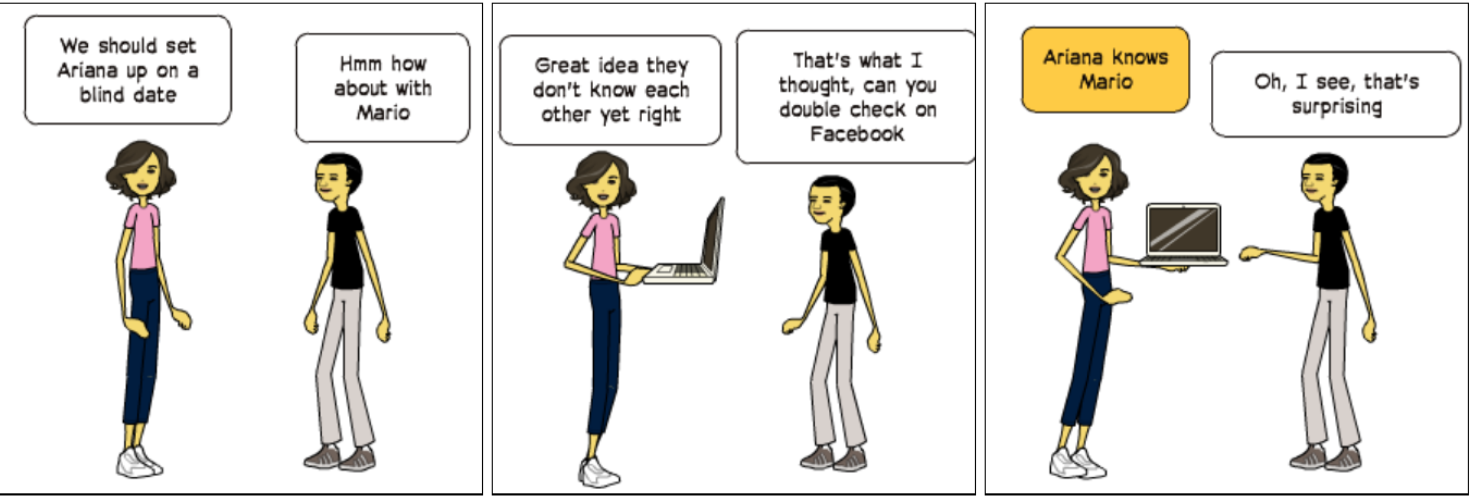 We should set
Ariana up on a
blind date
Hmm how
about with
Mario
Great idea they
don't know each
other yet right
That's what I
thought, can you
double check on
Facebook
Ariana knows
Mario
Oh, I see, that's
surprising